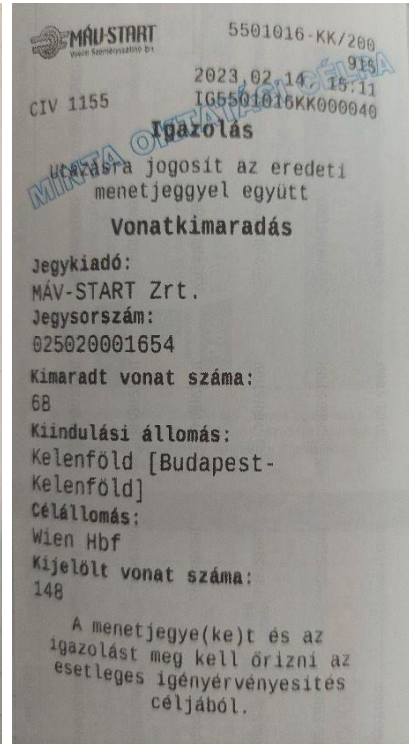 MÁV-START
Vivere Személyszállító Zrt.
5501016-KK/200
915
2023.02.14 15:11
CIV 1155
IG5501016KK000040
MINTA OKTATÁSI CÉLRA
Igazolás
Utazásra jogosít az eredeti
menetjeggyel együtt
Vonatkimaradás
Jegykiadó:
MÁV-START Zrt.
Jegysorszám:
025020001654
Kimaradt vonat száma:
68
Kiindulási állomás:
Kelenföld [Budapest-
Kelenföld]
Célállomás:
Wien Hbf
Kijelölt vonat száma:
148
A menetjegye(ke)t és az
igazolást meg kell őrizni az
esetleges igényérvényesítés
céljából.